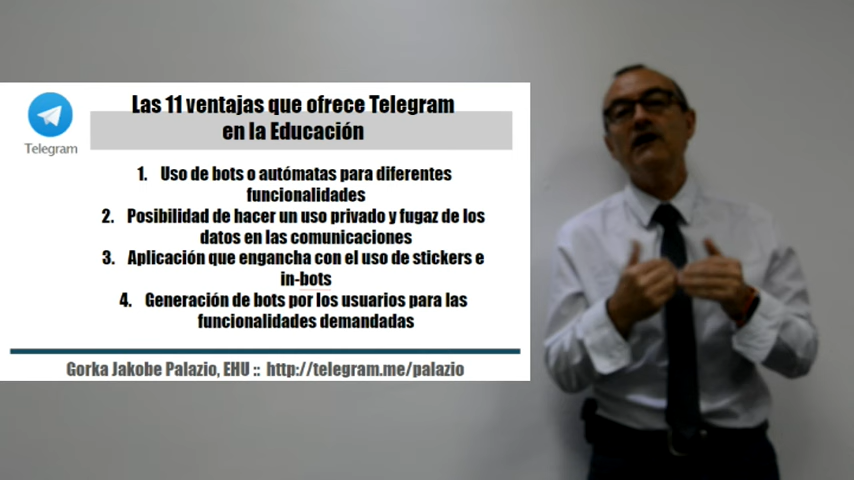 Telegram
Las 11 ventajas que ofrece Telegram
en la Educación
1. Uso de bots o autómatas para diferentes
funcionalidades
2. Posibilidad de hacer un uso privado y fugaz de los
datos en las comunicaciones
3. Aplicación que engancha con el uso de stickers e
in-bots
4. Generación de bots por los usuarios para las
funcionalidades demandadas
Gorka Jakobe Palazio, EHU :: http://telegram.me/palazio